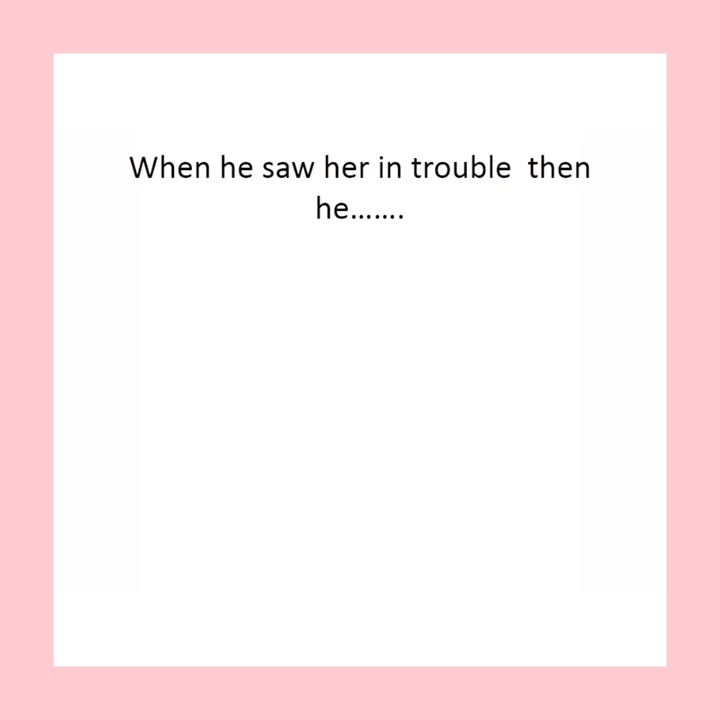 When he saw her in trouble  then
he.......